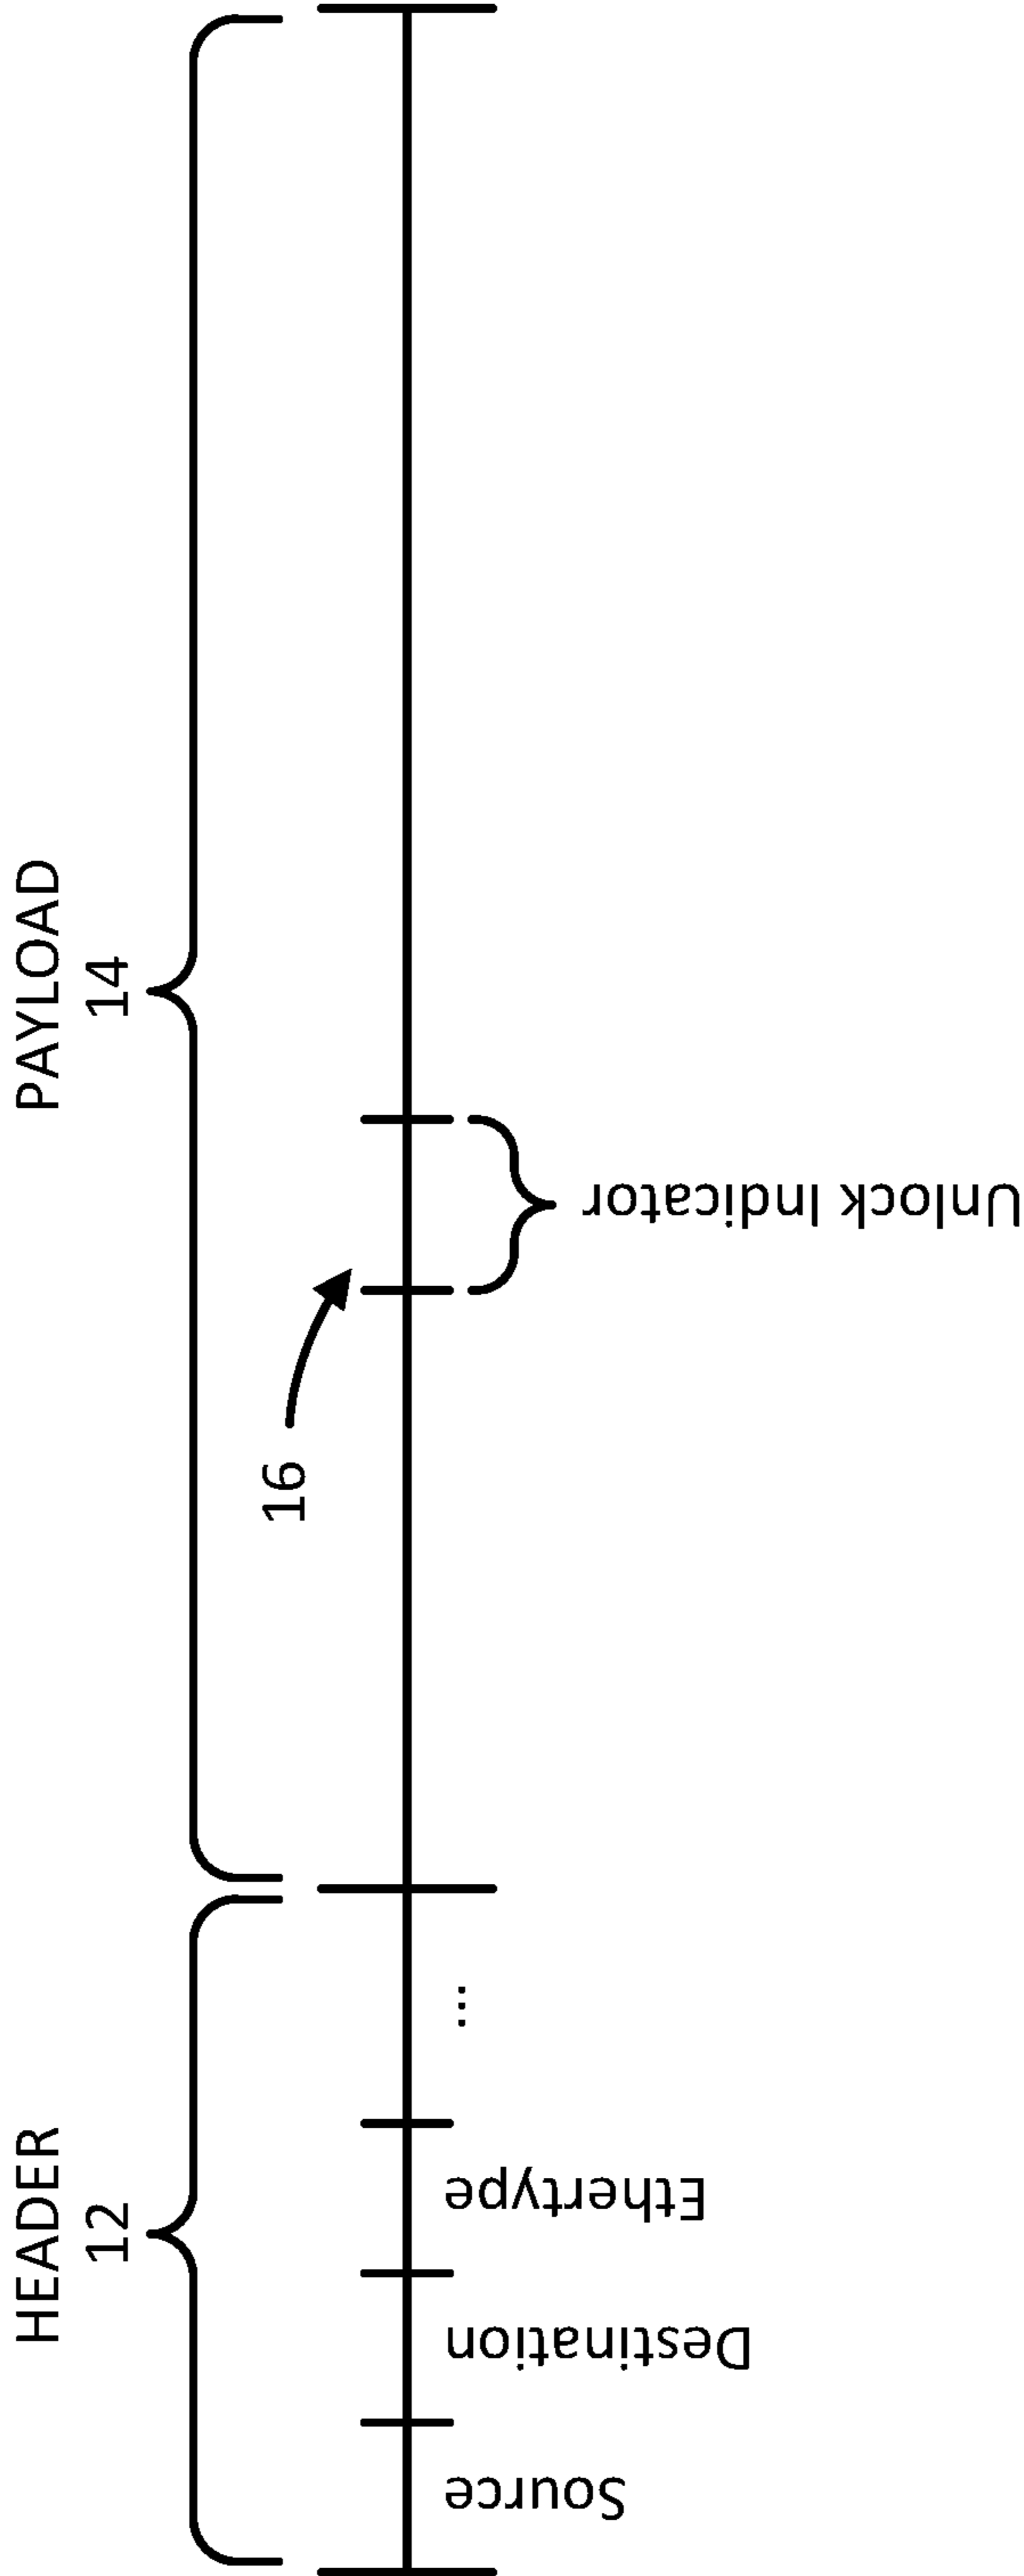 HEADER
12
PAYLOAD
14
16
Source
Destination
Ethertype
...
Unlock Indicator